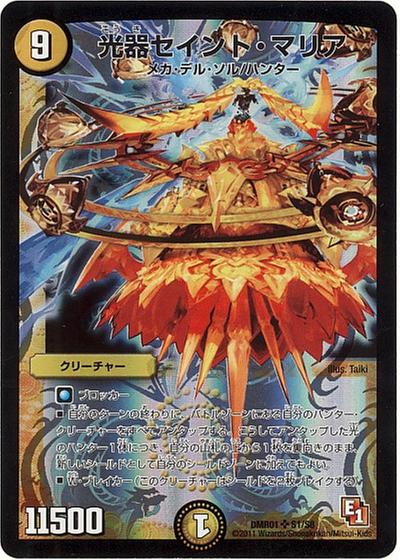 9
光器セイント・マリア
メカ・デル・ソル/ハンター
Illus. Taiki
クリーチャー
ブロッカー
■ 自分のターンの終わりに、バトルゾーンにある自分のハンター・
クリーチャーをすべてアンタップする。こうしてアンタップした光
のハンター1体につき、自分の山札の上から1枚を裏向きのまま、
新しいシールドとして自分のシールドゾーンに加えてもよい。
■ W・ブレイカー(このクリーチャーはシールドを2枚ブレイクする)
11500
1
E1
DMR01 S1/S8
©2011 Wizards/Shogakukan/Mitsui-Kids